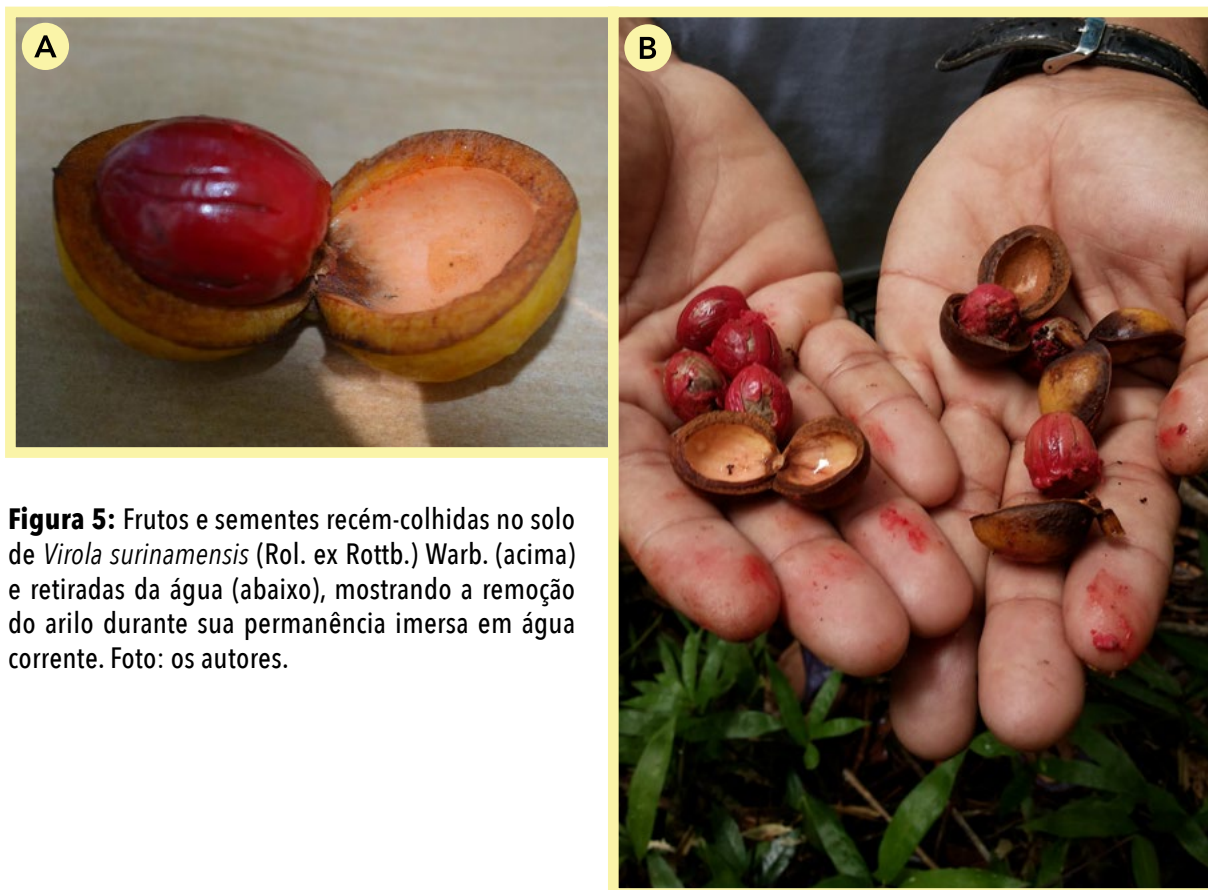 A
B
Figura 5: Frutos e sementes recém-colhidas no solo
de Virola surinamensis (Rol. ex Rottb.) Warb. (acima)
e retiradas da água (abaixo), mostrando a remoção
do arilo durante sua permanência imersa em água
corrente. Foto: os autores.